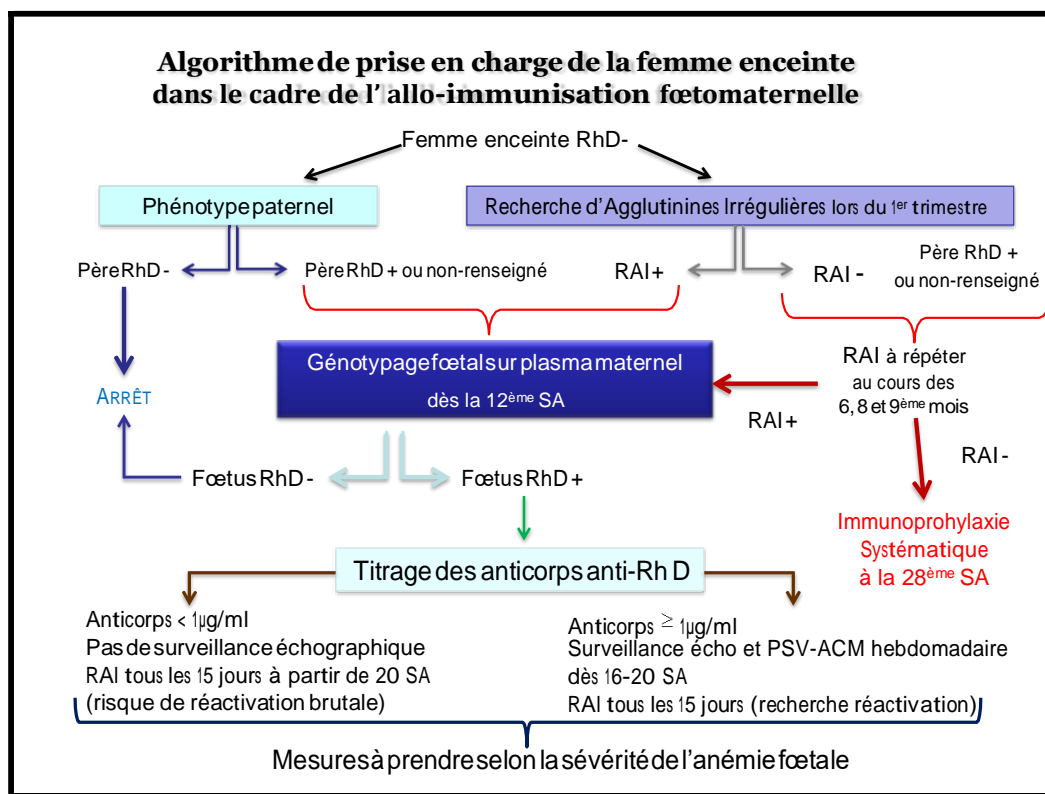 Algorithme de prise en charge de la femme enceinte
dans le cadre de l'allo-immunisation fœtomaternelle
Femme enceinte RhD-
Phénotype paternel
Recherche d'Agglutinines Irrégulières lors du 1er trimestre
Père RhD -
Père RhD + ou non-renseigné
RAI +
RAI -
Père RhD +
ou non-renseigné
Génotypage fœtal sur plasma maternel
dès la 12ème SA
RAI à répéter
au cours des
6, 8 et 9ème mois
ARRÊT
RAI +
RAI -
Fœtus RhD -
Fœtus RhD +
Immunoprohylaxie
Systématique
à la 28ème SA
Titrage des anticorps anti-Rh D
Anticorps < 1µg/ml
Pas de surveillance échographique
RAI tous les 15 jours à partir de 20 SA
(risque de réactivation brutale)
Anticorps ≥ 1µg/ml
Surveillance écho et PSV-ACM hebdomadaire
dès 16-20 SA
RAI tous les 15 jours (recherche réactivation)
Mesures à prendre selon la sévérité de l'anémie fœtale